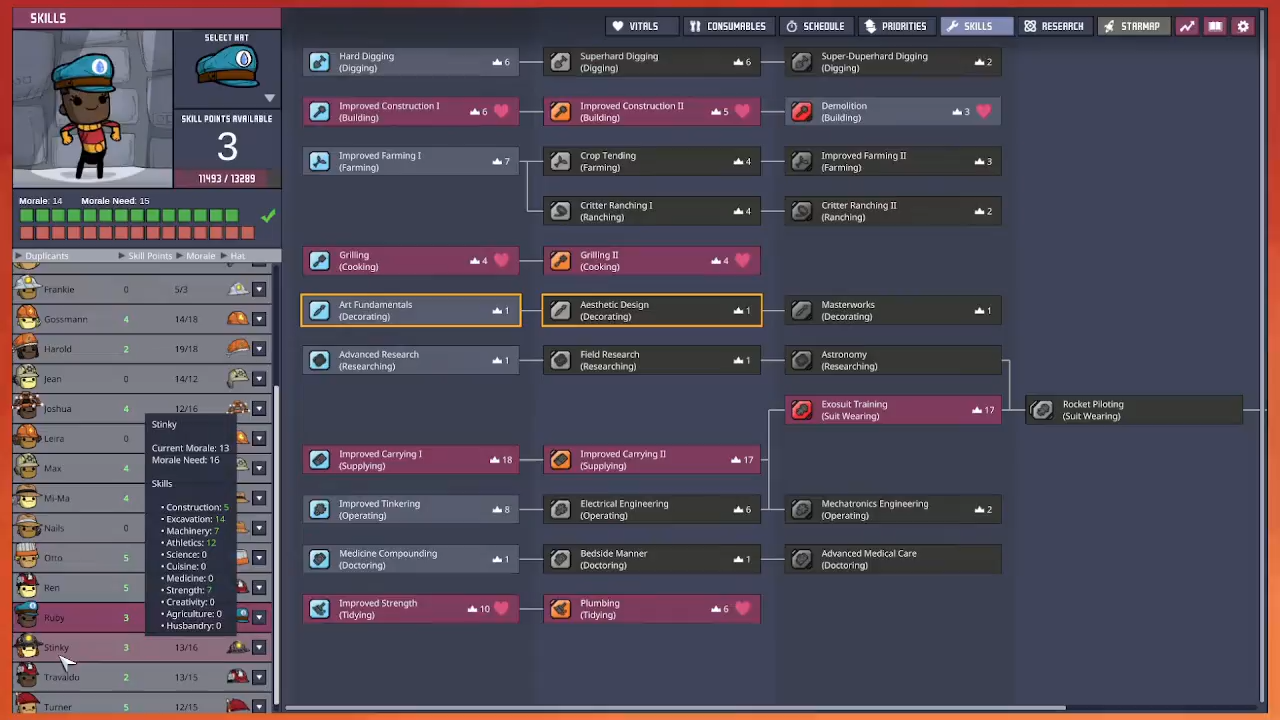 SKILLS
VITALS
CONSUMABLES
SCHEDULE
PRIORITIES
SKILLS
RESEARCH
STARMAP
SELECT HAT
SKILL POINTS AVAILABLE
3
11493 / 13289
Morale: 14
Morale Need: 15
Duplicants
Skill Points
Morale
Hat
Frankie 0 5/3
Gossmann 4 14/18
Harold 2 19/18
Jean 0 14/12
Joshua 4 12/16
Leira 0
Max 4
Mi-Ma 4
Nails 0
Otto 5
Ren 5
Ruby 3
Stinky 3 13/16
Travaldo 2 13/15
Turner 5 12/15
Stinky
Current Morale: 13
Morale Need: 16
Skills
• Construction: 5
• Excavation: 14
• Machinery: 7
• Athletics: 12
• Science: 0
• Cuisine: 0
• Medicine: 0
• Strength: 7
• Creativity: 0
• Agriculture: 0
• Husbandry: 0
Hard Digging
(Digging)
6
Superhard Digging
(Digging)
6
Super-Duperhard Digging
(Digging)
2
Improved Construction I
(Building)
6
Improved Construction II
(Building)
5
Demolition
(Building)
3
Improved Farming I
(Farming)
7
Crop Tending
(Farming)
4
Improved Farming II
(Farming)
3
Critter Ranching I
(Ranching)
4
Critter Ranching II
(Ranching)
2
Grilling
(Cooking)
4
Grilling II
(Cooking)
4
Art Fundamentals
(Decorating)
1
Aesthetic Design
(Decorating)
1
Masterworks
(Decorating)
1
Advanced Research
(Researching)
1
Field Research
(Researching)
1
Astronomy
(Researching)
Exosuit Training
(Suit Wearing)
17
Rocket Piloting
(Suit Wearing)
Improved Carrying I
(Supplying)
18
Improved Carrying II
(Supplying)
17
Improved Tinkering
(Operating)
8
Electrical Engineering
(Operating)
6
Mechatronics Engineering
(Operating)
2
Medicine Compounding
(Doctoring)
1
Bedside Manner
(Doctoring)
1
Advanced Medical Care
(Doctoring)
Improved Strength
(Tidying)
10
Plumbing
(Tidying)
6